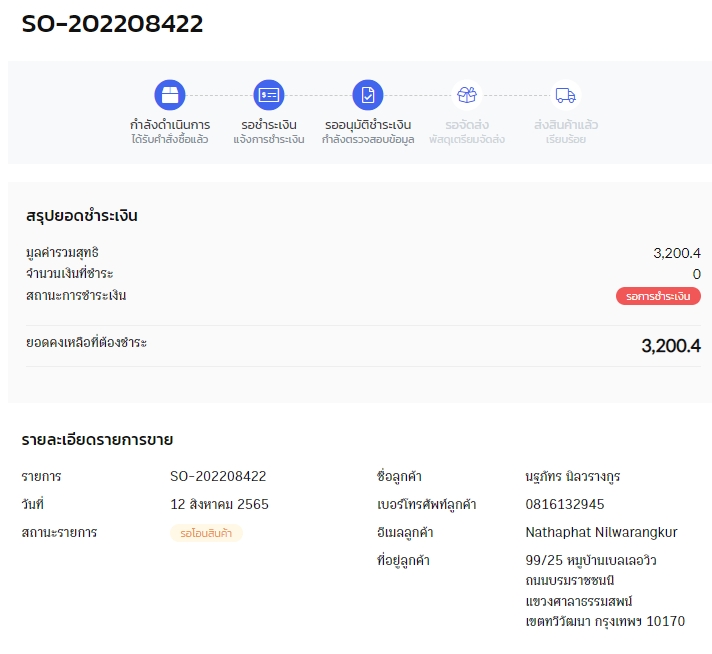 SO-202208422
กำลังดำเนินการ รอชำระเงิน รออนุมัติชำระเงิน รอจัดส่ง ส่งสินค้าแล้ว
ได้รับคำสั่งซื้อแล้ว แจ้งการชำระเงิน กำลังตรวจสอบข้อมูล พัสดุเตรียมจัดส่ง เรียบร้อย
สรุปยอดชำระเงิน
มูลค่ารวมสุทธิ 3,200.4
จำนวนเงินที่ชำระ 0
สถานะการชำระเงิน รอการชำระเงิน
ยอดคงเหลือที่ต้องชำระ 3,200.4
รายละเอียดรายการขาย
รายการ SO-202208422 ชื่อลูกค้า นฐภัทร นิลวรางกูร
วันที่ 12 สิงหาคม 2565 เบอร์โทรศัพท์ลูกค้า 0816132945
สถานะรายการ รอโอนสินค้า อีเมลลูกค้า Nathaphat Nilwarangkur
ที่อยู่ลูกค้า 99/25 หมู่บ้านเบลเลอวิว
ถนนบรมราชชนนี
แขวงศาลาธรรมสพน์
เขตทวีวัฒนา กรุงเทพฯ 10170